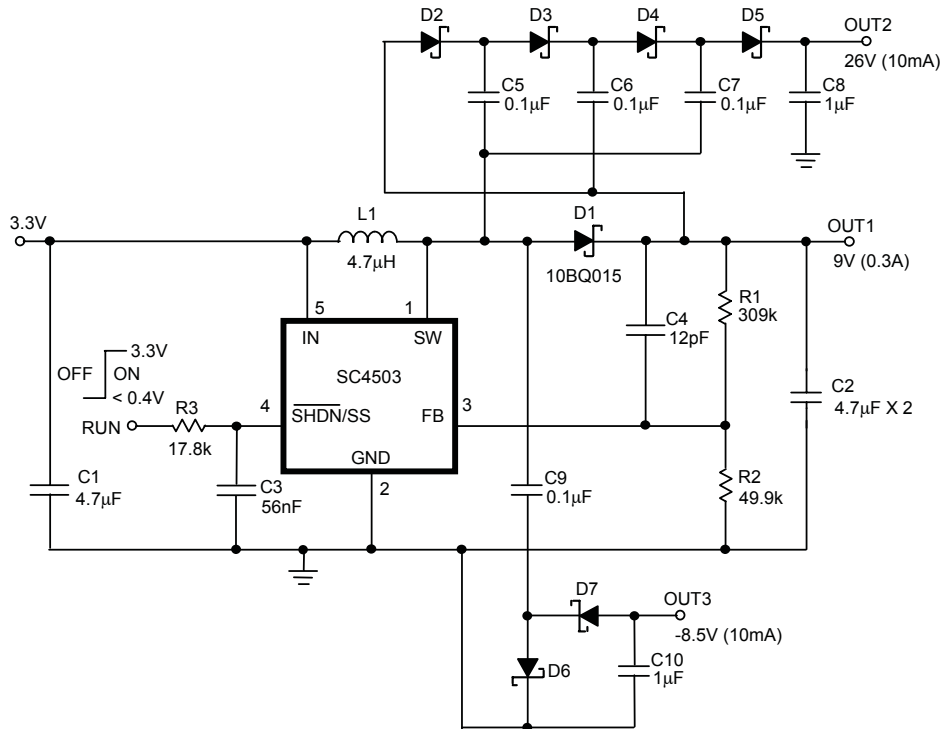 D2
D3
D4
D5
OUT2
26V (10mA)
C5
0.1µF
C6
0.1µF
C7
0.1µF
C8
1µF
3.3V
L1
4.7µH
D1
10BQ015
OUT1
9V (0.3A)
5
1
IN
SW
SC4503
SHDN/SS
FB
GND
4
3
2
C4
12pF
R1
309k
C2
4.7µF X 2
OFF
ON
3.3V
< 0.4V
RUN
R3
17.8k
C1
4.7µF
C3
56nF
C9
0.1µF
R2
49.9k
D7
OUT3
-8.5V (10mA)
D6
C10
1µF